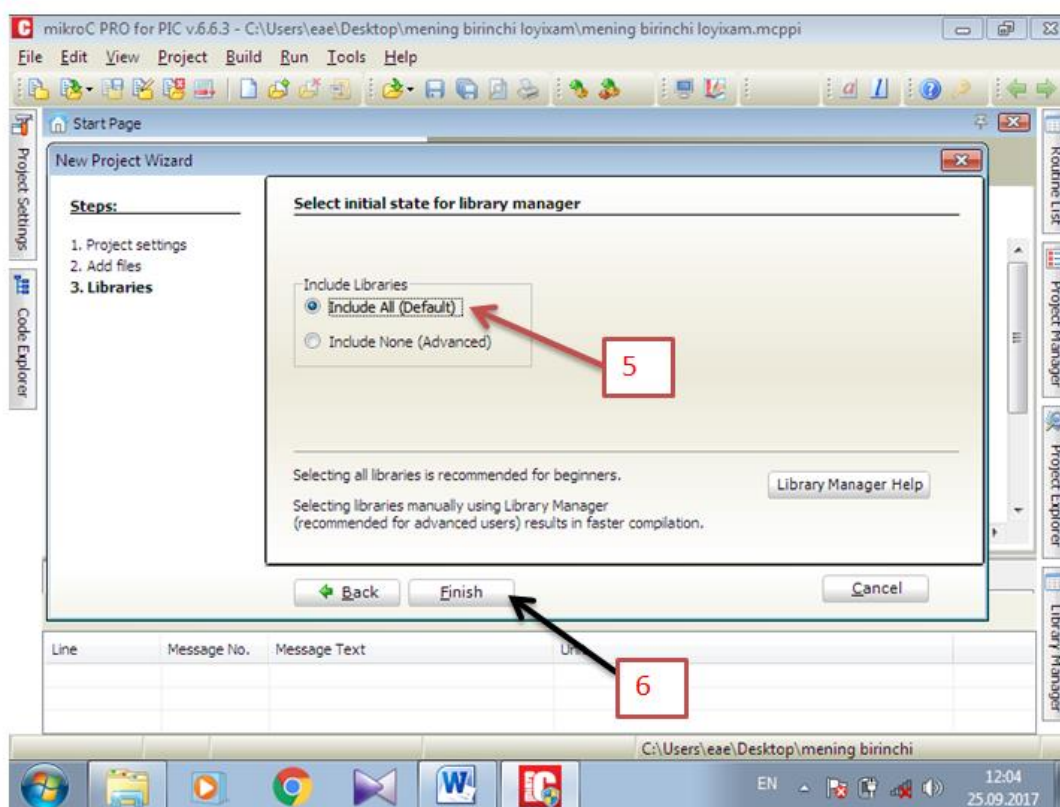 mikroC PRO for PIC v.6.6.3 - C:\Users\eae\Desktop\mening birinchi loyixam\mening birinchi loyixam.mcppi
File Edit View Project Build Run Tools Help
Start Page
Project Settings
Code Explorer
Routine List
Project Manager
Project Explorer
Library Manager
New Project Wizard
Steps:
1. Project settings
2. Add files
3. Libraries
Select initial state for library manager
Include Libraries
Include All (Default)
Include None (Advanced)
5
Selecting all libraries is recommended for beginners.
Selecting libraries manually using Library Manager
(recommended for advanced users) results in faster compilation.
Library Manager Help
Back Finish Cancel
Line Message No. Message Text
6
C:\Users\eae\Desktop\mening birinchi
EN 12:04
25.09.2017